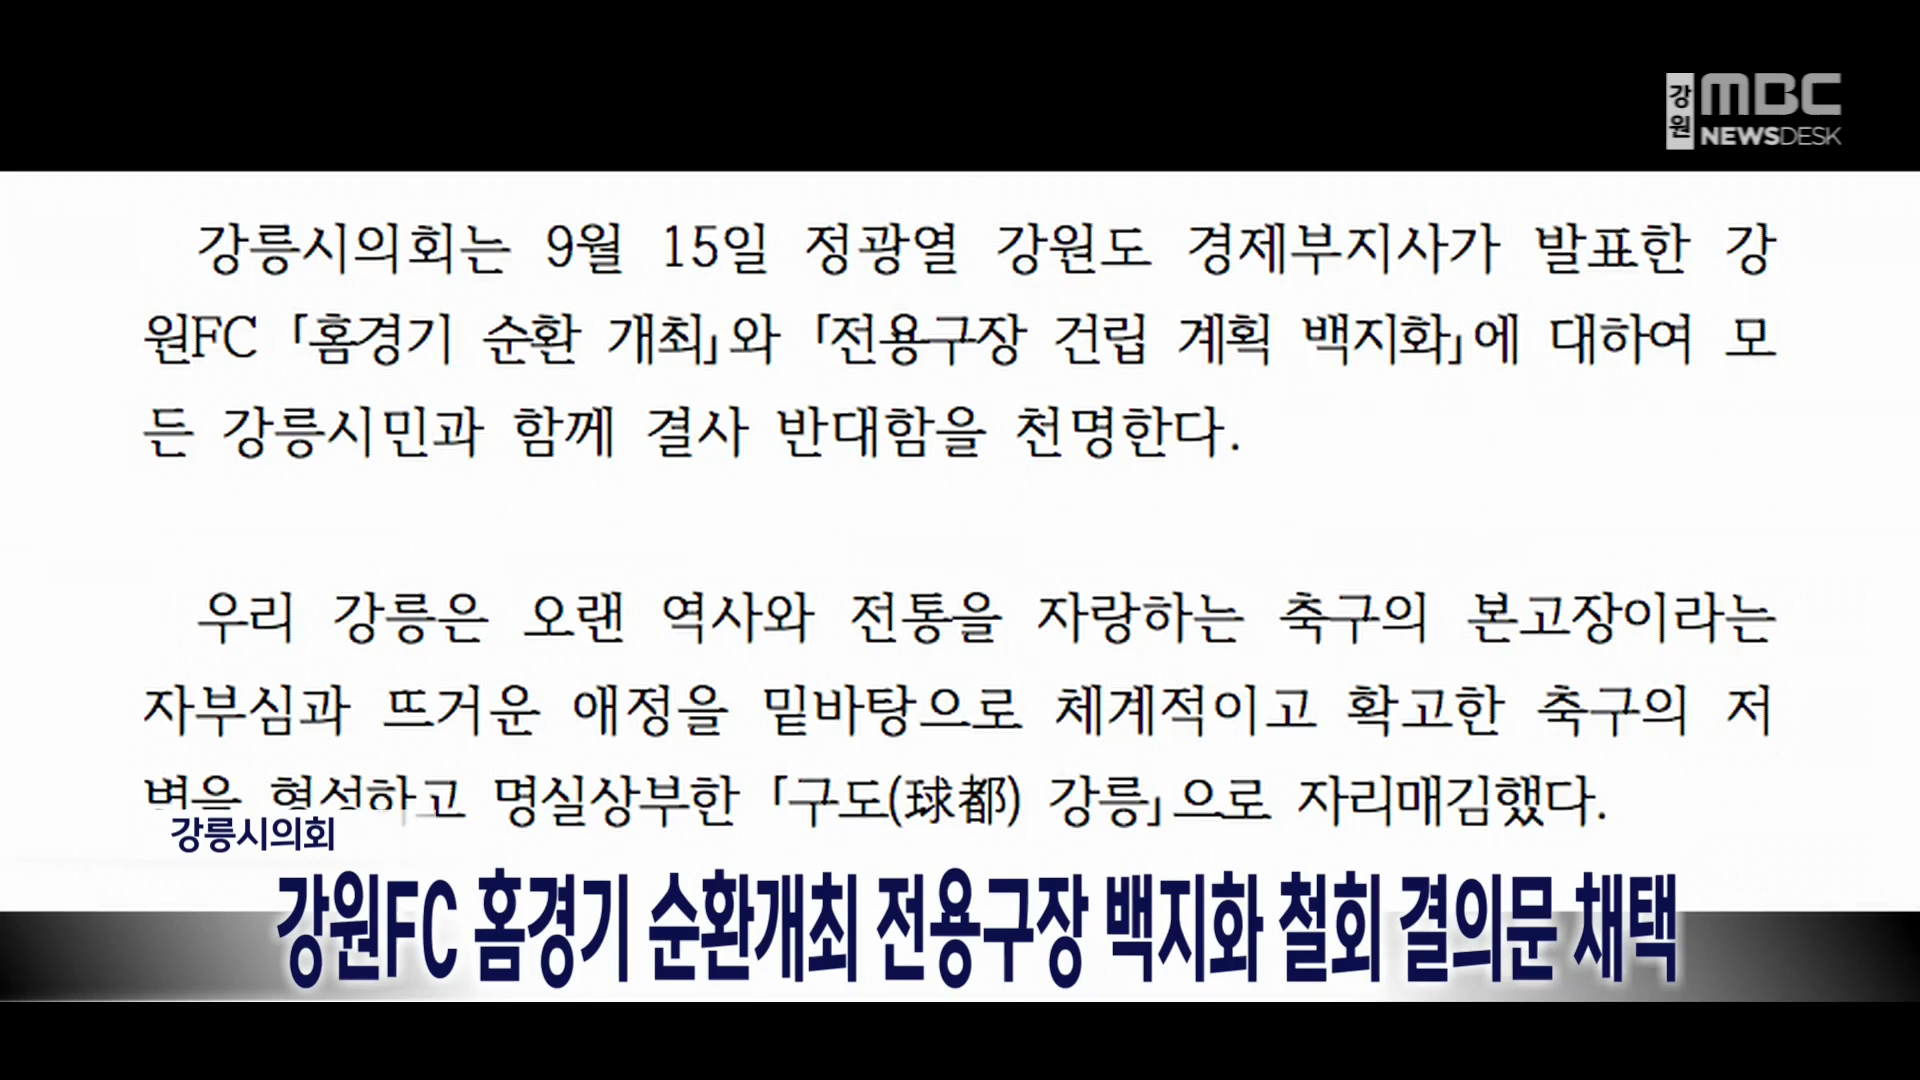 강원
MBC
NEWSDESK
강릉시의회는 9월 15일 정광열 강원도 경제부지사가 발표한 강
원FC 「홈경기 순환 개최」와 「전용구장 건립 계획 백지화」에 대하여 모
든 강릉시민과 함께 결사 반대함을 천명한다.
우리 강릉은 오랜 역사와 전통을 자랑하는 축구의 본고장이라는
자부심과 뜨거운 애정을 밑바탕으로 체계적이고 확고한 축구의 저
변을 형성하고 명실상부한 「구도(球都) 강릉」으로 자리매김했다.
강릉시의회
강원FC 홈경기 순환개최 전용구장 백지화 철회 결의문 채택